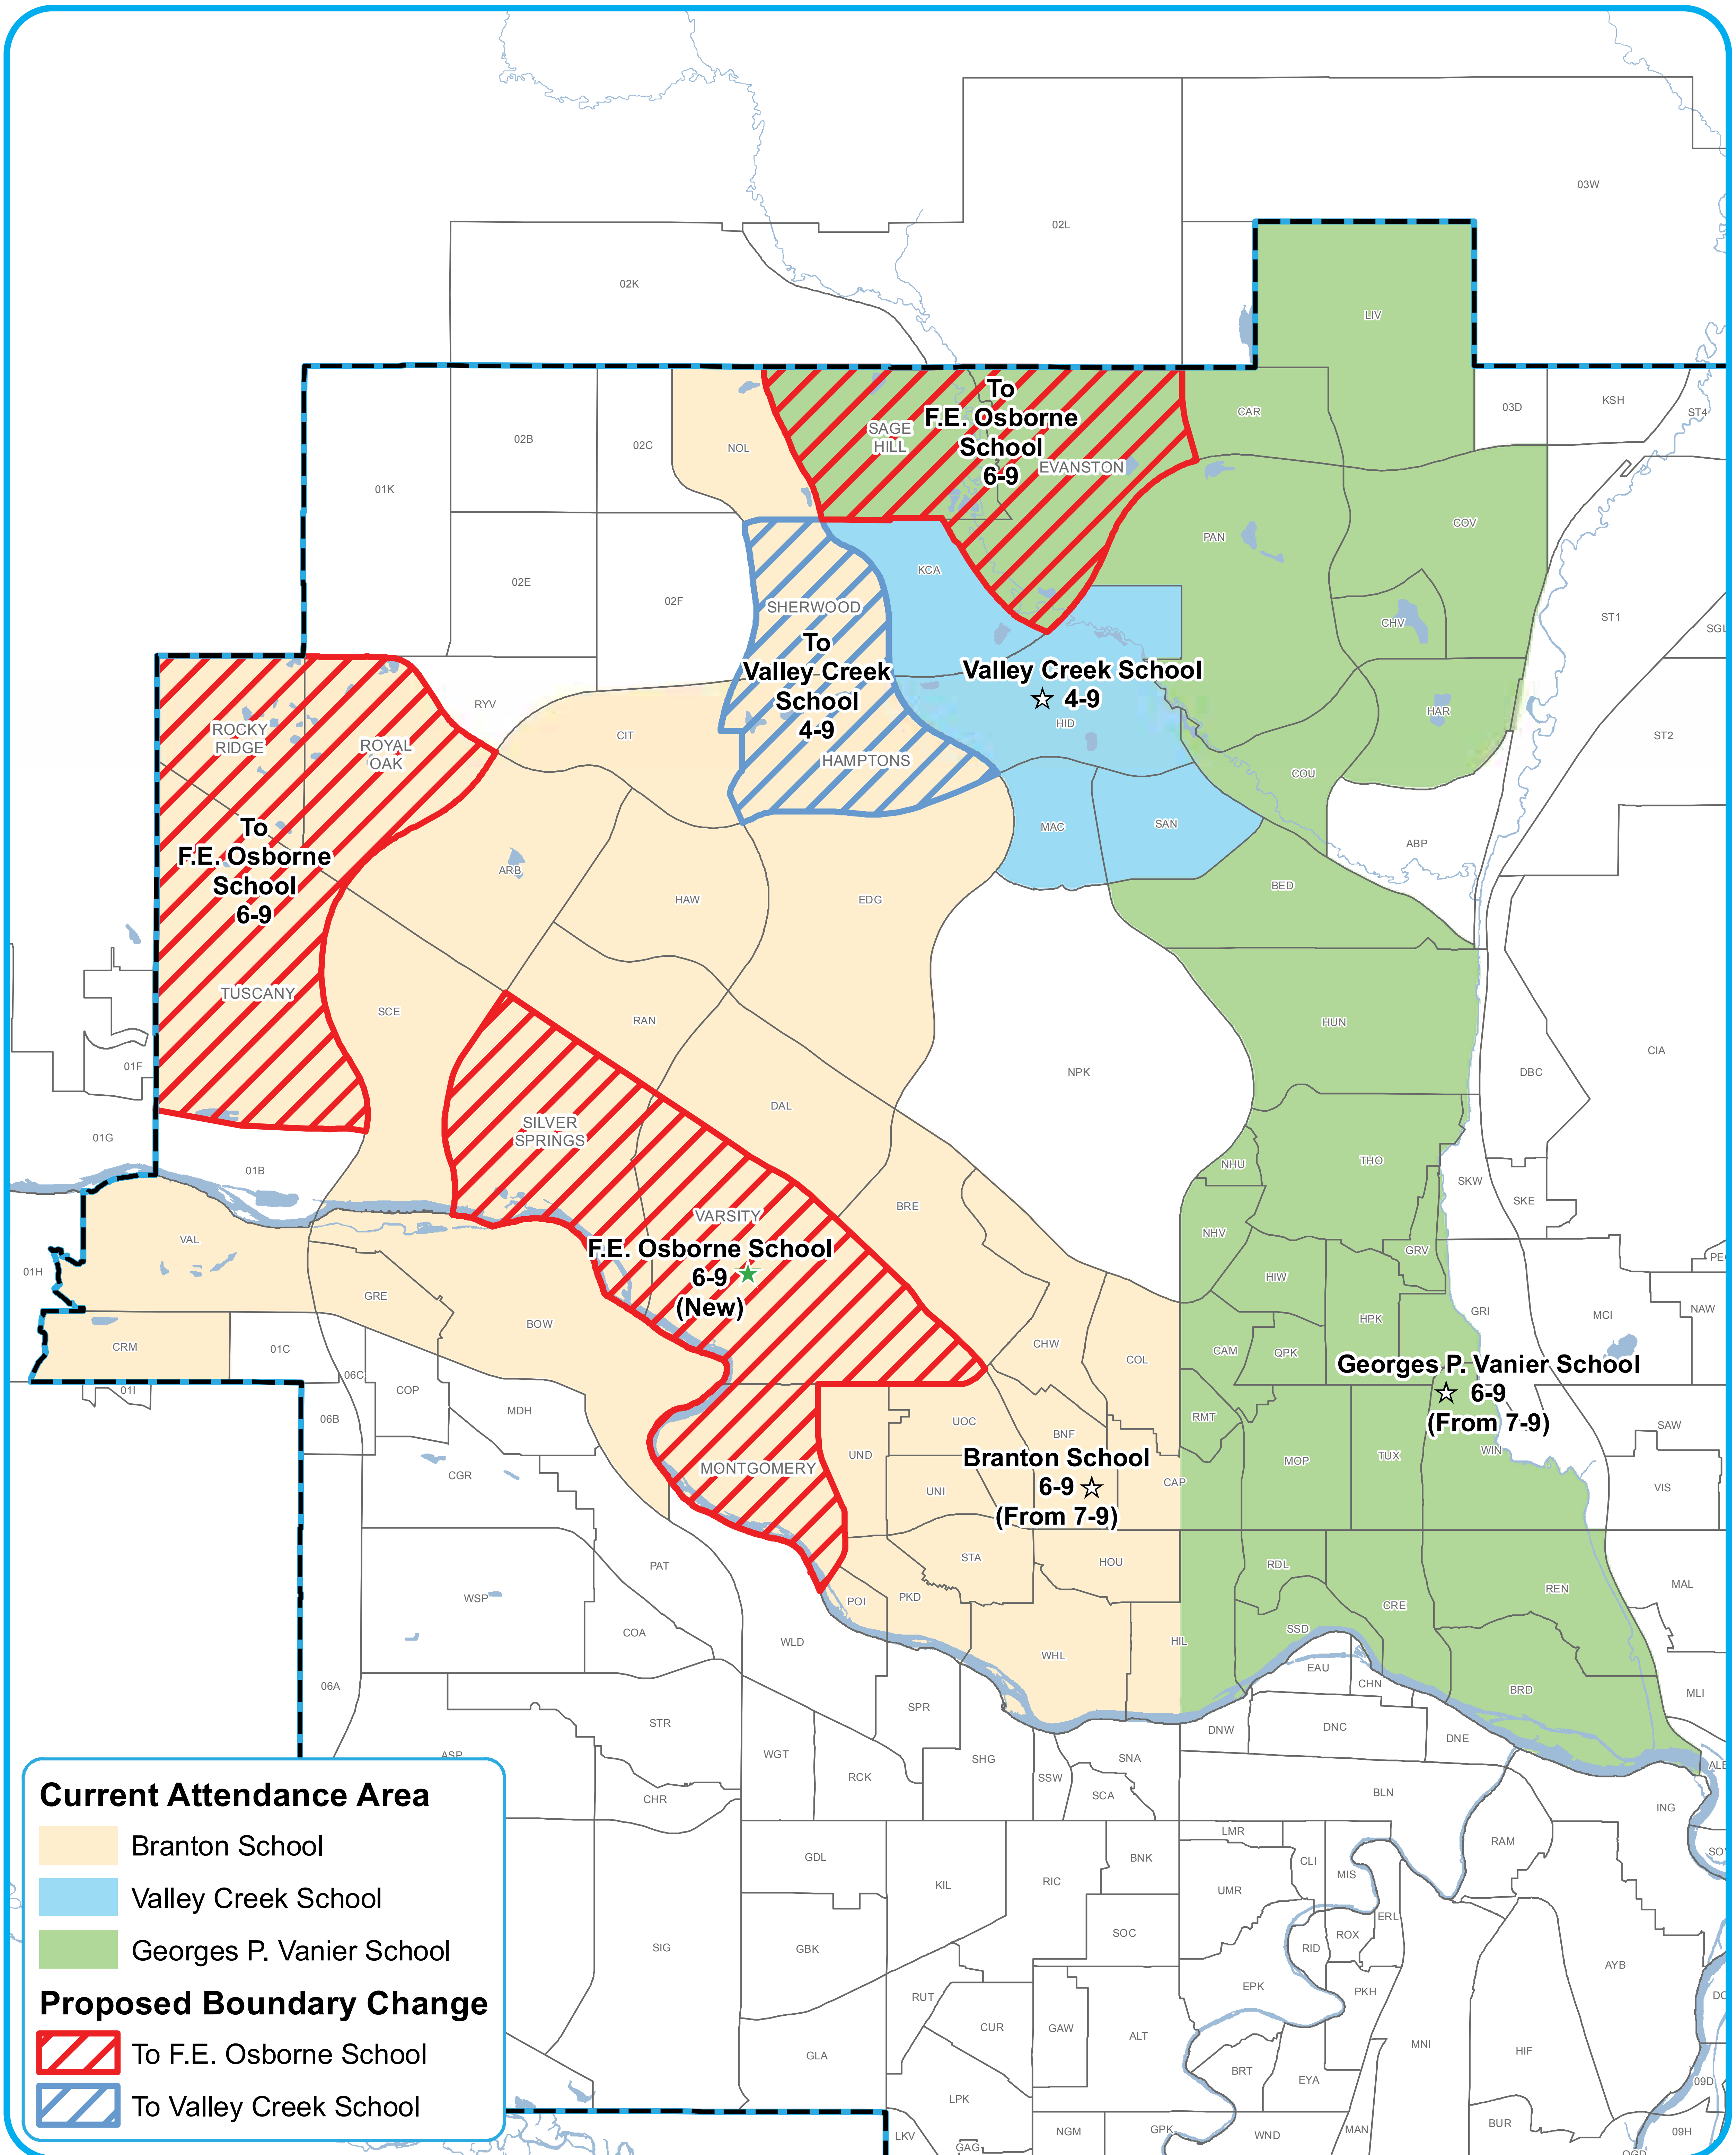 03W
02L
02K
LIV
CAR
03D
KSH
ST4
To
F.E. Osborne
School
6-9
SAGE
HILL
EVANSTON
NOL
02B
02C
01K
PAN
COV
KCA
02E
02F
SHERWOOD
CHV
ST1
To
Valley Creek
School
4-9
Valley Creek School
4-9
HID
HAR
RYV
CIT
HAMPTONS
ST2
ROCKY
RIDGE
ROYAL
OAK
COU
MAC
SAN
ABP
To
F.E. Osborne
School
6-9
ARB
HAW
EDG
BED
TUSCANY
SCE
RAN
HUN
CIA
01F
NPK
DBC
DAL
SILVER
SPRINGS
01G
01B
NHU
THO
SKW
SKE
BRE
VARSITY
VAL
NHV
GRV
F.E. Osborne School
6-9
(New)
01H
HIW
GRE
BOW
HPK
GRI
MCI
NAW
CRM
01C
CHW
COL
CAM
QPK
06C
Georges P. Vanier School
6-9
(From 7-9)
01I
COP
06B
MDH
UOC
BNF
RMT
SAW
UND
WIN
MONTGOMERY
Branton School
6-9
(From 7-9)
MOP
TUX
CGR
UNI
CAP
VIS
PAT
STA
HOU
RDL
REN
MAL
WSP
POI
PKD
CRE
COA
WLD
WHL
HIL
SSD
EAU
CHN
06A
BRD
MLI
SPR
STR
DNW
DNC
DNE
ASP
WGT
SHG
SNA
RCK
SSW
SCA
CHR
BLN
ING
LMR
RAM
GDL
BNK
CLI
MIS
KIL
RIC
UMR
ERL
SOC
ROX
SIG
GBK
RID
AYB
EPK
PKH
RUT
CUR
GAW
ALT
MNI
HIF
GLA
BRT
EYA
09D
LPK
BUR
LKV
NGM
GPK
WND
MAN
09H
GAG
Current Attendance Area
Branton School
Valley Creek School
Georges P. Vanier School
Proposed Boundary Change
To F.E. Osborne School
To Valley Creek School